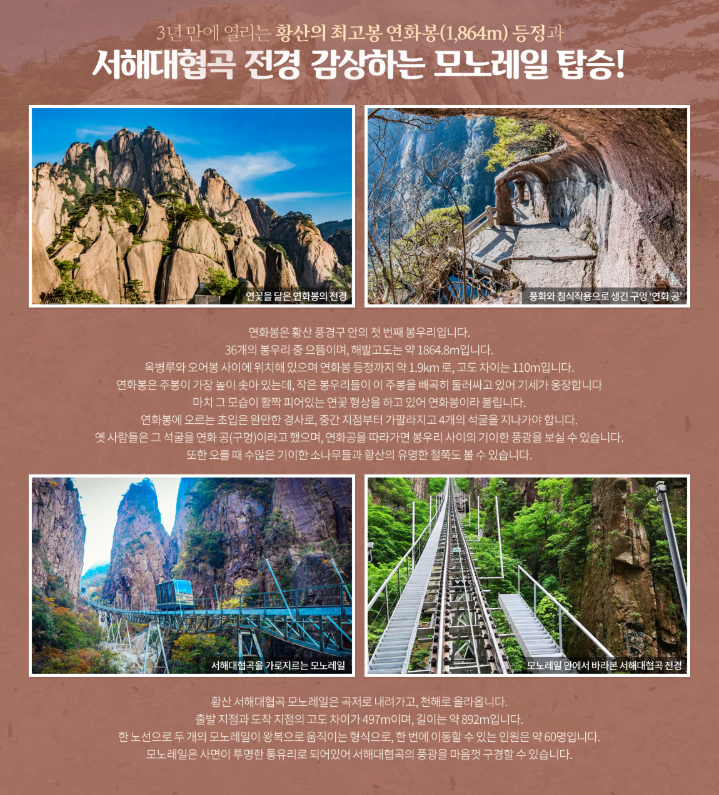 3년 만에 열리는 황산의 최고봉 연화봉(1,864m) 등정과
서해대협곡 전경 감상하는 모노레일 탑승!
연꽃을 닮은 연화봉의 전경
풍화와 침식작용으로 생긴 구멍 '연화 공'
연화봉은 황산 풍경구 안의 첫 번째 봉우리입니다.
36개의 봉우리 중 으뜸이며, 해발고도는 약 1864.8m입니다.
옥병루와 오어봉 사이에 위치해 있으며 연화봉 등정까지 약 1.9km 로, 고도 차이는 110m입니다.
연화봉은 주봉이 가장 높이 솟아 있는데, 작은 봉우리들이 이 주봉을 빼곡히 둘러싸고 있어 기세가 웅장합니다
마치 그 모습이 활짝 피어있는 연꽃 형상을 하고 있어 연화봉이라 불립니다.
연화봉에 오르는 초입은 완만한 경사로, 중간 지점부터 가팔라지고 4개의 석굴을 지나가야 합니다.
옛 사람들은 그 석굴을 연화 공(구멍)이라고 했으며, 연화공을 따라가면 봉우리 사이의 기이한 풍광을 보실 수 있습니다.
또한 오를 때 수많은 기이한 소나무들과 황산의 유명한 철쭉도 볼 수 있습니다.
서해대협곡을 가로지르는 모노레일
모노레일 안에서 바라본 서해대협곡 전경
황산 서해대협곡 모노레일은 곡저로 내려가고, 천해로 올라옵니다.
출발 지점과 도착 지점의 고도 차이가 497m이며, 길이는 약 892m입니다.
한 노선으로 두 개의 모노레일이 왕복으로 움직이는 형식으로, 한 번에 이동할 수 있는 인원은 약 60명입니다.
모노레일은 사면이 투명한 통유리로 되어있어 서해대협곡의 풍광을 마음껏 구경할 수 있습니다.